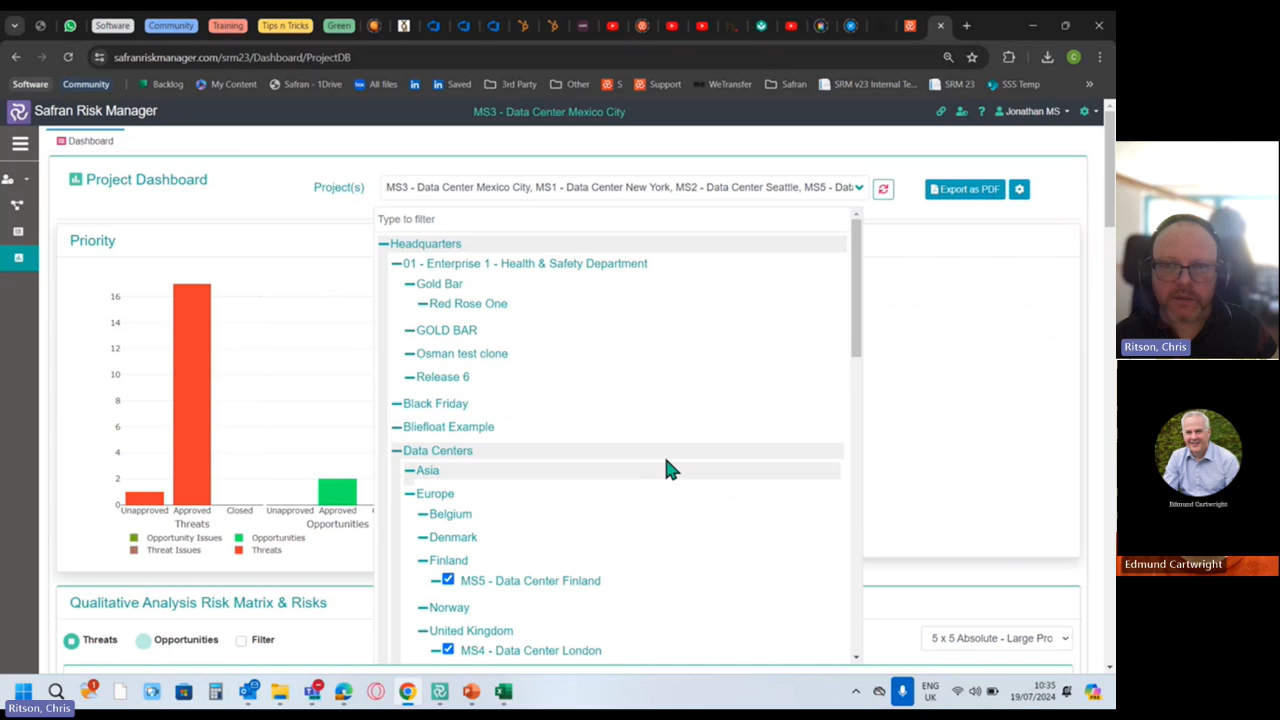 Software
Community
Training
Tips n Tricks
Green
safranriskmanager.com/srm23/Dashboard/ProjectDB
Software
Community
Backlog
My Content
Safran - 1Drive
All files
in
in Saved
3rd Party
Other
S
Support
WeTransfer
Safran
SRM v23 Internal Te...
SRM 23
SSS Temp
Safran Risk Manager
MS3 - Data Center Mexico City
Jonathan MS
Dashboard
Project Dashboard
Project(s)
MS3 - Data Center Mexico City, MS1 - Data Center New York, MS2 - Data Center Seattle, MS5 - Dat
Export as PDF
Type to filter
Priority
Headquarters
01 - Enterprise 1 - Health & Safety Department
Gold Bar
Red Rose One
GOLD BAR
Osman test clone
Release 6
Black Friday
Bliefloat Example
Data Centers
Asia
Europe
Belgium
Denmark
Finland
MS5 - Data Center Finland
Norway
United Kingdom
MS4 - Data Center London
16
14
12
10
8
6
4
2
0
Unapproved Approved Closed Unapproved Approved
Threats Opportunities
Opportunity Issues Opportunities
Threat Issues Threats
Qualitative Analysis Risk Matrix & Risks
Threats Opportunities Filter
5 x 5 Absolute - Large Pro
Ritson, Chris
Edmund Cartwright
Edmund Cartwright
ENG
UK
10:35
19/07/2024
Ritson, Chris